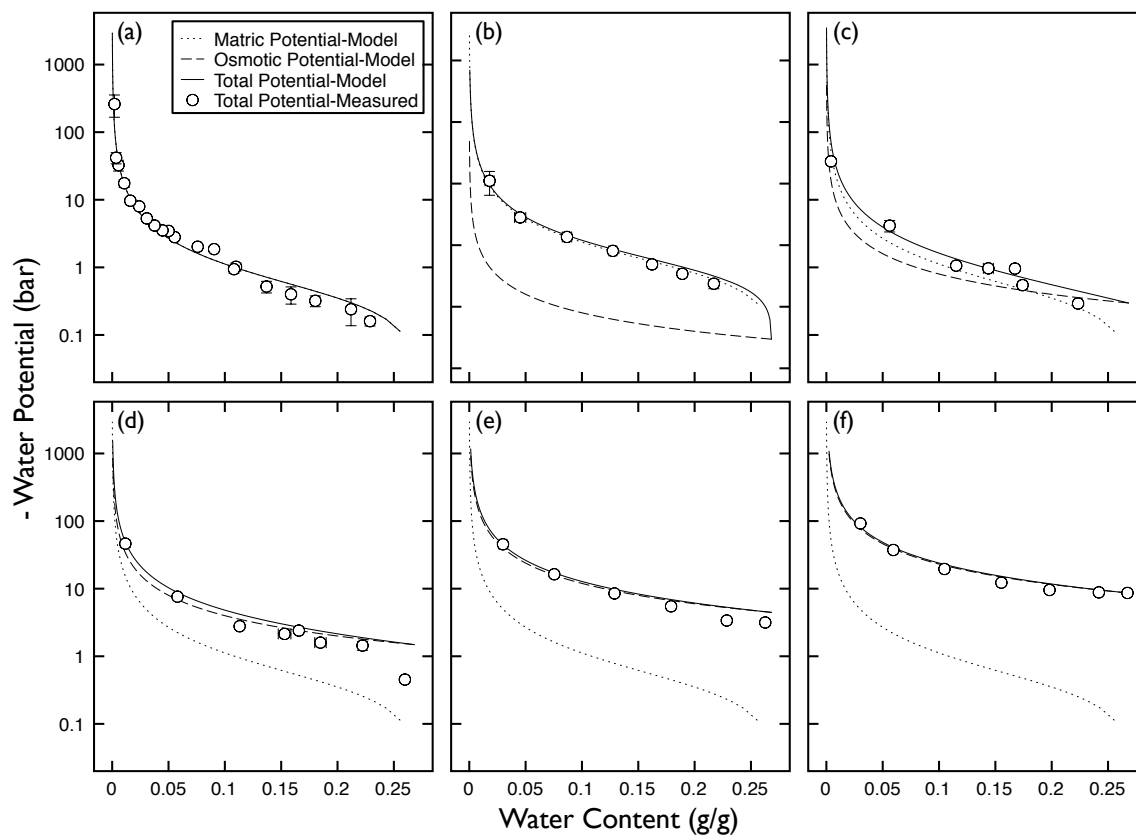 (a)
Matric Potential-Model
Osmotic Potential-Model
Total Potential-Model
Total Potential-Measured
(b)
(c)
1000
100
10
1
0.1
(d)
(e)
(f)
1000
100
10
1
0.1
- Water Potential (bar)
0 0.05 0.1 0.15 0.2 0.25
0 0.05 0.1 0.15 0.2 0.25
0 0.05 0.1 0.15 0.2 0.25
Water Content (g/g)